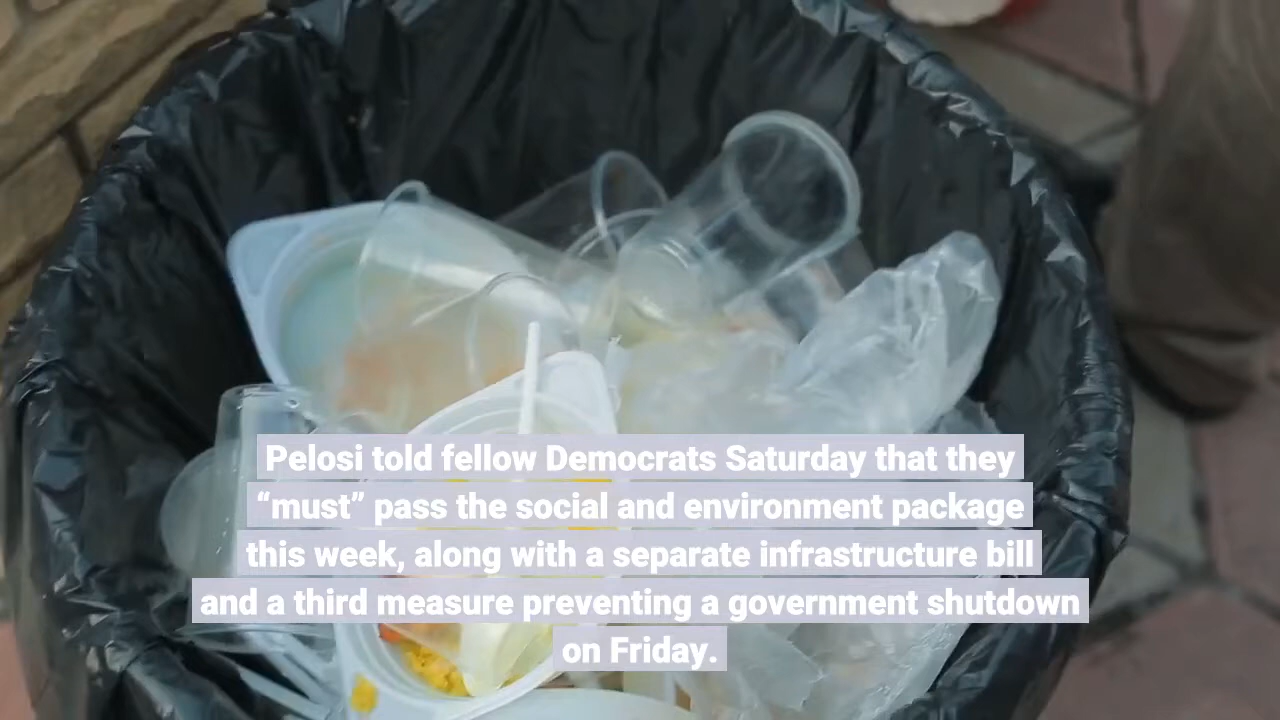 Pelosi told fellow Democrats Saturday that they
“must” pass the social and environment package
this week, along with a separate infrastructure bill
and a third measure preventing a government shutdown
on Friday.